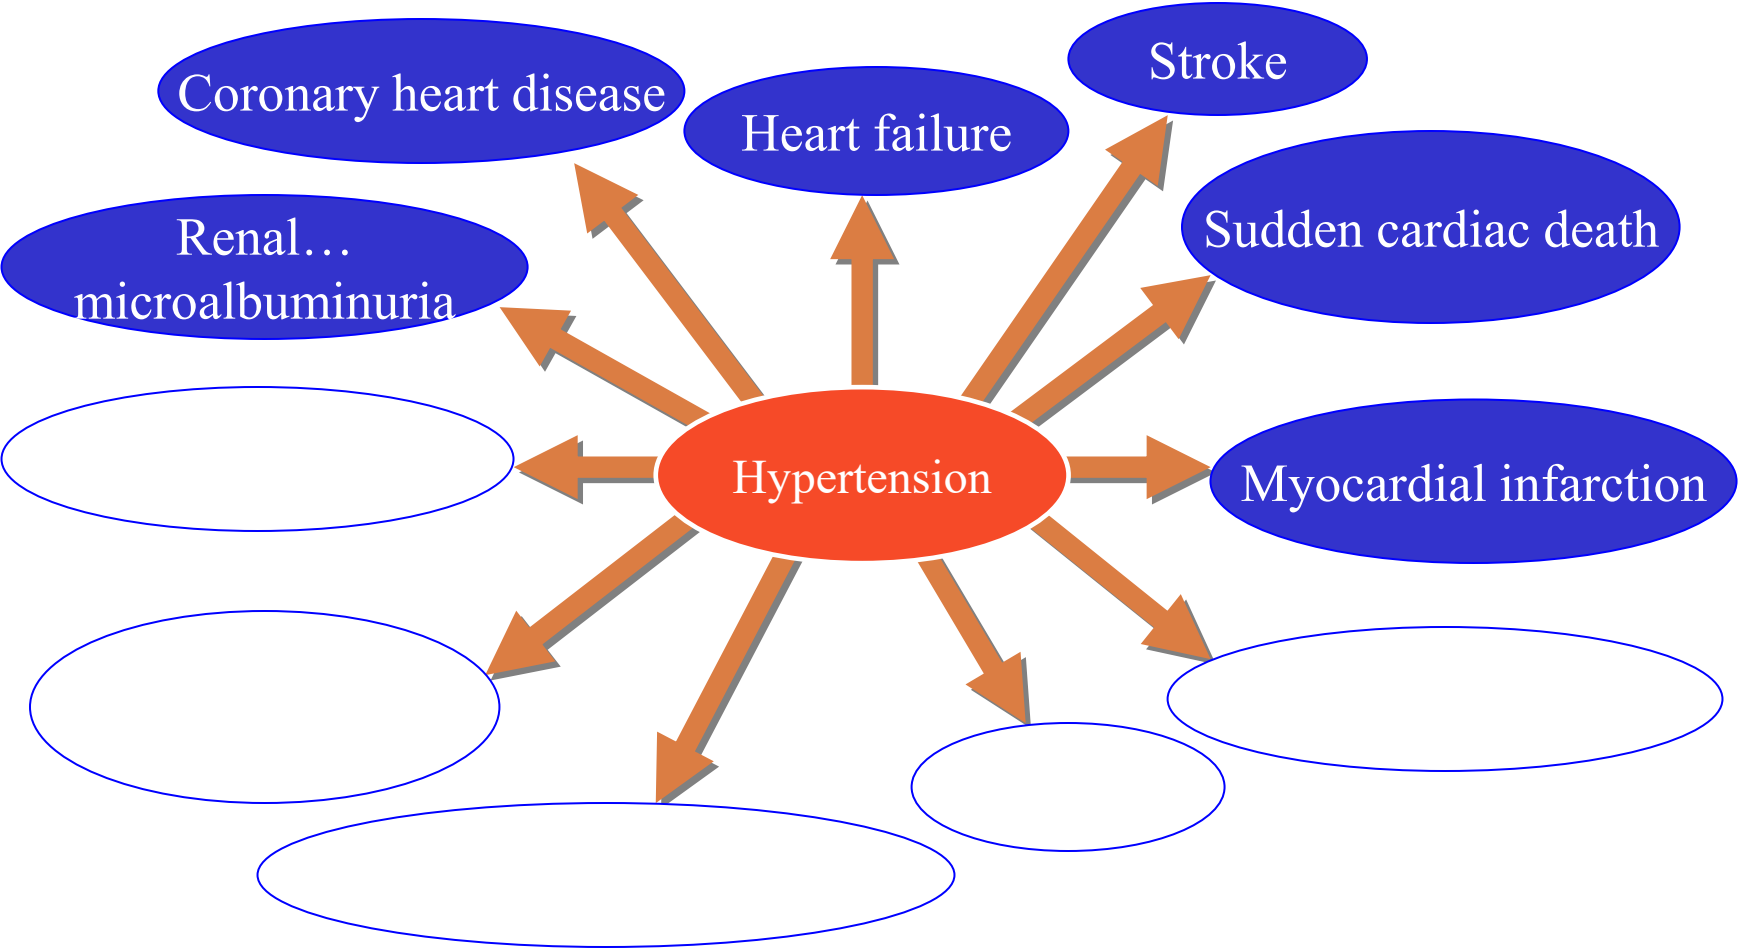 Coronary heart disease
Heart failure
Stroke
Renal…
microalbuminuria
Sudden cardiac death
Hypertension
Myocardial infarction